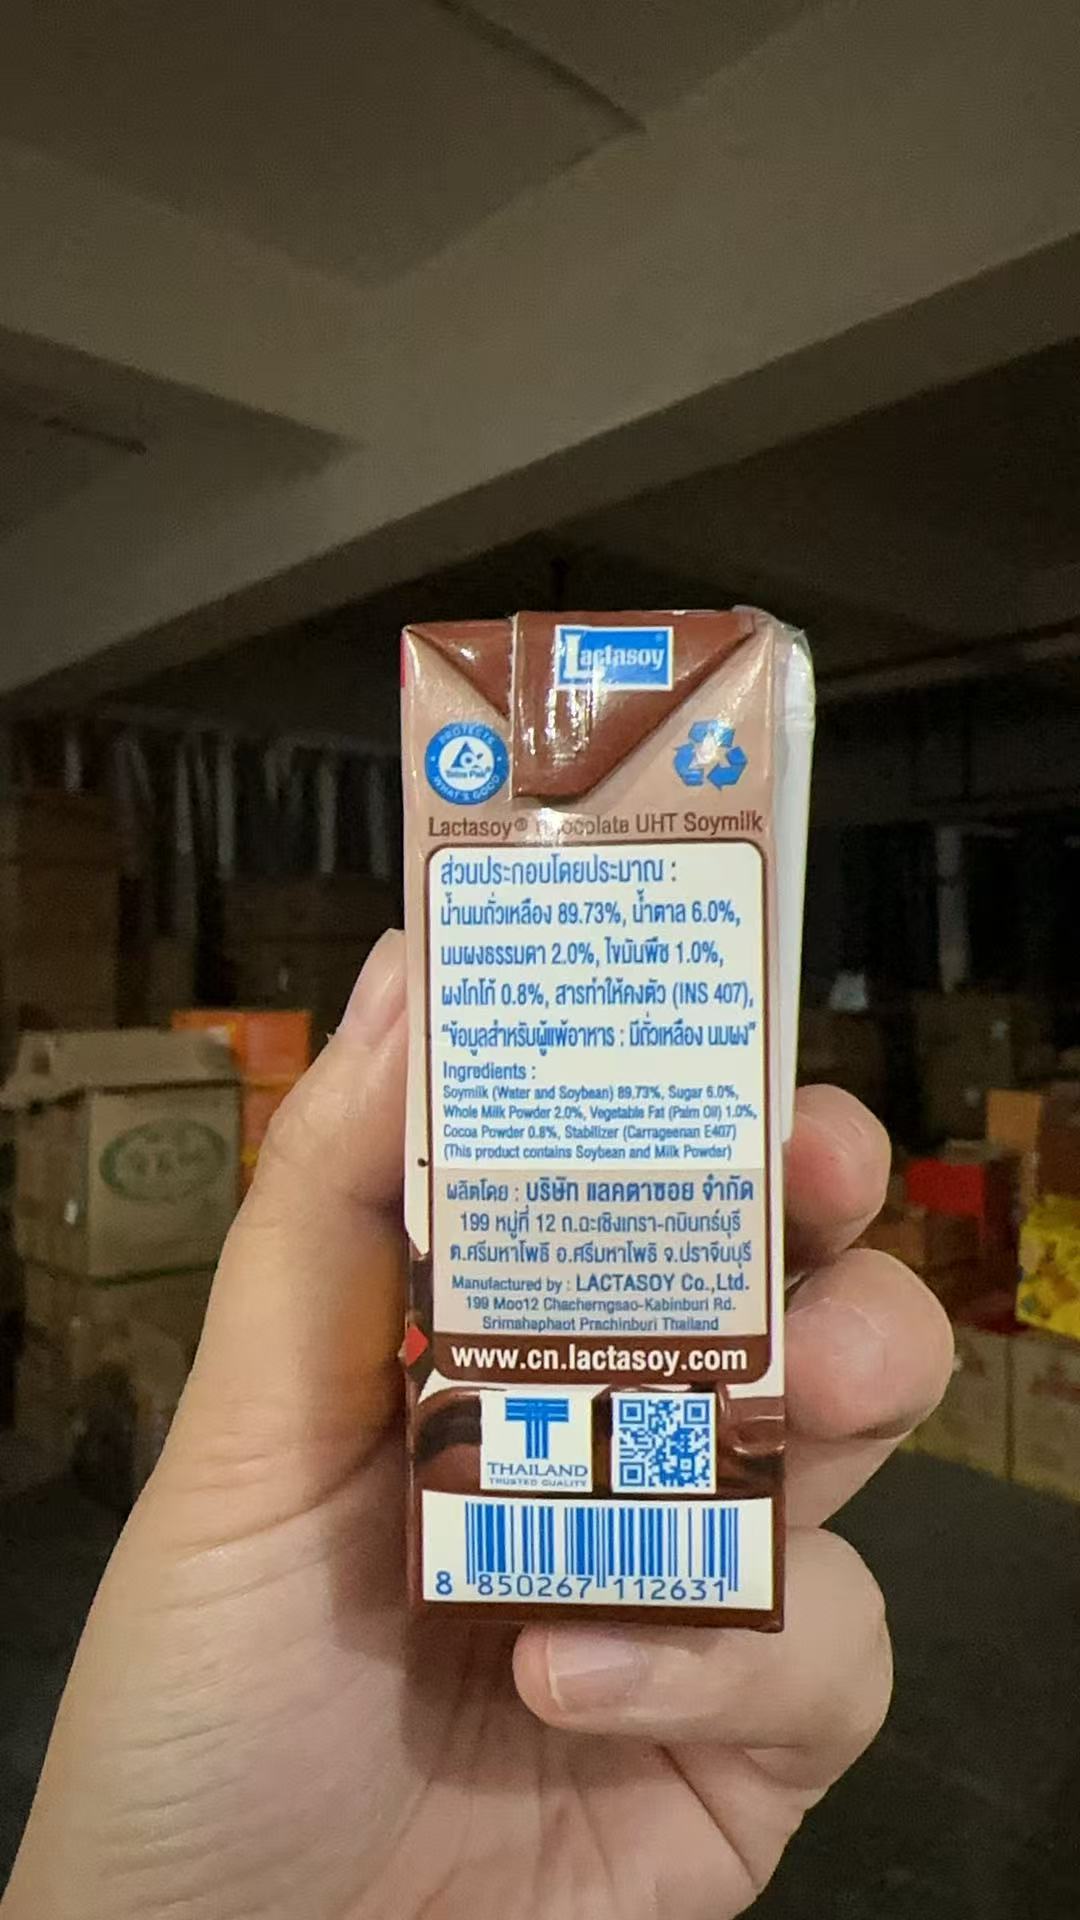 Lactasoy
PROTECTS
Tetra Pak®
WHAT'S GOOD
Lactasoy® Chocolate UHT Soymilk
ส่วนประกอบโดยประมาณ :
น้ำนมถั่วเหลือง 89.73%, น้ำตาล 6.0%,
นมผงธรรมดา 2.0%, ไขมันพืช 1.0%,
ผงโกโก้ 0.8%, สารทำให้คงตัว (INS 407),
“ข้อมูลสำหรับผู้แพ้อาหาร : มีถั่วเหลือง นมผง”
Ingredients :
Soymilk (Water and Soybean) 89.73%, Sugar 6.0%,
Whole Milk Powder 2.0%, Vegetable Fat (Palm Oil) 1.0%,
Cocoa Powder 0.8%, Stabilizer (Carrageenan E407)
(This product contains Soybean and Milk Powder)
ผลิตโดย : บริษัท แลคตาซอย จำกัด
199 หมู่ที่ 12 ถ.ฉะเชิงเทรา-กบินทร์บุรี
ต.ศรีมหาโพธิ อ.ศรีมหาโพธิ จ.ปราจีนบุรี
Manufactured by : LACTASOY Co.,Ltd.
199 Moo12 Chacherngsao-Kabinburi Rd.
Srimahaphaot Prachinburi Thailand
www.cn.lactasoy.com
THAILAND
TRUSTED QUALITY
8 850267 112631